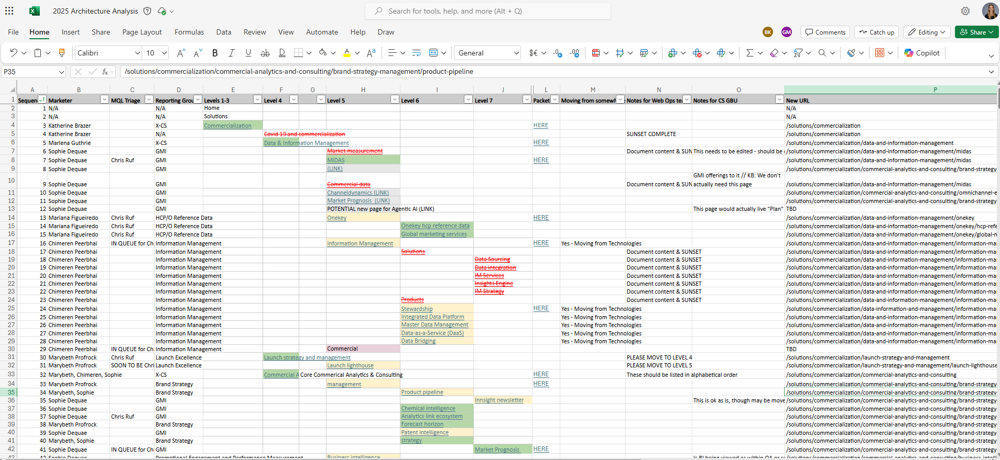 2025 Architecture Analysis
Search for tools, help, and more (Alt + Q)
File Home Insert Share Page Layout Formulas Data Review View Automate Help Draw
BK GM Comments Catch up Editing Share
Calibri 10 General Copilot
P35 fx /solutions/commercialization/commercial-analytics-and-consulting/brand-strategy-management/product-pipeline
A B C D E F G H I J L M N O P
1 Sequen Marketer MQL Triage Reporting Grou Levels 1-3 Level 4 Level 5 Level 6 Level 7 Packet Moving from somewh Notes for Web Ops te Notes for CS GBU New URL
2 1 N/A N/A Home N/A
3 2 N/A N/A Solutions N/A
4 3 Katherine Brazer X-CS Commercialization HERE /solutions/commercialization
5 4 Katherine Brazer N/A Covid 19 and commercialization SUNSET COMPLETE /solutions/commercialization
6 5 Marlena Guthrie X-CS Data & Information Management HERE /solutions/commercialization/data-and-information-management
7 6 Sophie Dequae GMI Market measurement Document content & SUN This needs to be edited - should be /solutions/commercialization/data-and-information-management/midas
8 7 Sophie Dequae Chris Ruf GMI MIDAS HERE /solutions/commercialization/data-and-information-management/midas
9 8 Sophie Dequae GMI (LINK) /solutions/commercialization/commercial-analytics-and-consulting/brand-strategy
GMI offerings to it // KB: We don't
10 9 Sophie Dequae GMI Commercial data Document content & SUN actually need this page /solutions/commercialization/data-and-information-management/midas
11 10 Sophie Dequae GMI Channeldynamics (LINK) /solutions/commercialization/commercial-analytics-and-consulting/omnichannel-e
12 11 Sophie Dequae GMI Market Prognosis (LINK) /solutions/commercialization/commercial-analytics-and-consulting/brand-strategy
13 12 Sophie Dequae GMI POTENTIAL new page for Agentic AI (LINK) This page would actually live "Plan" TBD
14 13 Mariana Figueiredo Chris Ruf HCP/O Reference Data Onekey HERE /solutions/commercialization/data-and-information-management/onekey
15 14 Mariana Figueiredo Chris Ruf HCP/O Reference Data Onekey hcp reference data /solutions/commercialization/data-and-information-management/onekey/hcp-refe
16 15 Mariana Figueiredo Chris Ruf HCP/O Reference Data Global marketing services /solutions/commercialization/data-and-information-management/onekey/global-n
17 16 Chimeren Peerbhai IN QUEUE for Ch Information Management Information Management HERE Yes - Moving from Technologies /solutions/commercialization/data-and-information-management/information-ma
18 17 Chimeren Peerbhai Information Management Solutions Document content & SUNSET /solutions/commercialization/data-and-information-management/information-ma
19 18 Chimeren Peerbhai Information Management Data Sourcing Document content & SUNSET /solutions/commercialization/data-and-information-management/information-ma
20 19 Chimeren Peerbhai Information Management Data integration Document content & SUNSET /solutions/commercialization/data-and-information-management/information-ma
21 20 Chimeren Peerbhai Information Management IM Services Document content & SUNSET /solutions/commercialization/data-and-information-management/information-ma
22 21 Chimeren Peerbhai Information Management Insights Engine Document content & SUNSET /solutions/commercialization/data-and-information-management/information-ma
23 22 Chimeren Peerbhai Information Management IM Strategy Document content & SUNSET /solutions/commercialization/data-and-information-management/information-ma
24 23 Chimeren Peerbhai Information Management Products Document content & SUNSET /solutions/commercialization/data-and-information-management/information-ma
25 24 Chimeren Peerbhai Information Management Stewardship HERE Yes - Moving from Technologies /solutions/commercialization/data-information-and-management/information-ma
26 25 Chimeren Peerbhai Information Management Integrated Data Platform Yes - Moving from Technologies /solutions/commercialization/data-and-information-management/information-ma
27 26 Chimeren Peerbhai Information Management Master Data Management Yes - Moving from Technologies /solutions/commercialization/data-and-information-management/information-ma
28 27 Chimeren Peerbhai Information Management Data-as-a-Service (DaaS) Yes - Moving from Technologies /solutions/commercialization/data-and-information-management/information-ma
29 28 Chimeren Peerbhai Information Management Data Bridging Yes - Moving from Technologies /solutions/commercialization/data-and-information-management/information-ma
30 29 Chimeren Peerbhai IN QUEUE for Ch Information Management Commercial TBD
31 30 Marybeth Profrock Chris Ruf Launch Excellence Launch strategy and management PLEASE MOVE TO LEVEL 4 /solutions/commercialization/launch-strategy-and-management
32 31 Marybeth Profrock SOON TO BE Chri Launch Excellence Launch lighthouse PLEASE MOVE TO LEVEL 5 /solutions/commercialization/launch-strategy-and-management/launch-lighthouse
33 32 Marybeth, Chimeren, Sophie X-CS Commercial A Core Commerical Analytics & Consulting HERE These should be listed in alphabetical order /solutions/commercialization/commercial-analytics-and-consulting
34 33 Marybeth Profrock Brand Strategy management HERE /solutions/commercialization/commercial-analytics-and-consulting/brand-strategy
35 34 Marybeth, Sophie Brand Strategy Product pipeline /solutions/commercialization/commercial-analytics-and-consulting/brand-strategy
36 35 Sophie Dequae GMI Innsight newsletter This is ok as is, though may be move /solutions/commercialization/commercial-analytics-and-consulting/brand-strategy
37 36 Sophie Dequae GMI Chemical intelligence /solutions/commercialization/commercial-analytics-and-consulting/brand-strategy
38 37 Sophie Dequae Chris Ruf GMI Analytics link ecosystem /solutions/commercialization/commercial-analytics-and-consulting/brand-strategy
39 38 Marybeth Profrock Brand Strategy Forecast horizon /solutions/commercialization/commercial-analytics-and-consulting/brand-strategy
40 39 Sophie Dequae GMI Patent intelligence /solutions/commercialization/commercial-analytics-and-consulting/brand-strategy
41 40 Marybeth, Sophie Brand Strategy strategy /solutions/commercialization/commercial-analytics-and-consulting/brand-strategy
42 41 Sophie Dequae IN QUEUE for Ch GMI Market Prognosis HERE /solutions/commercialization/commercial-analytics-and-consulting/brand-strategy